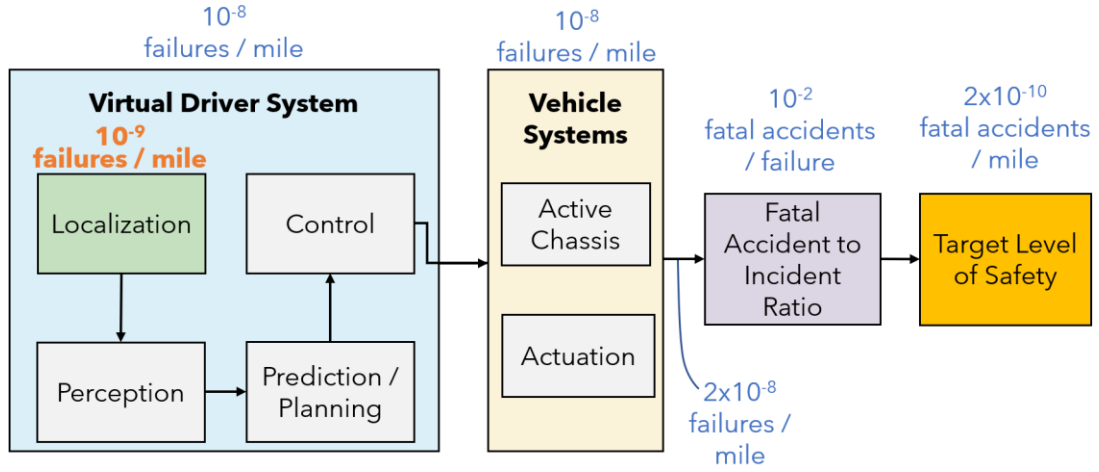 10⁻⁸
failures / mile
Virtual Driver System
10⁻⁹
failures / mile
Localization
Control
Perception
Prediction /
Planning
10⁻⁸
failures / mile
Vehicle
Systems
Active
Chassis
Actuation
2x10⁻⁸
failures /
mile
10⁻²
fatal accidents
/ failure
Fatal
Accident to
Incident
Ratio
2x10⁻¹⁰
fatal accidents
/ mile
Target Level
of Safety